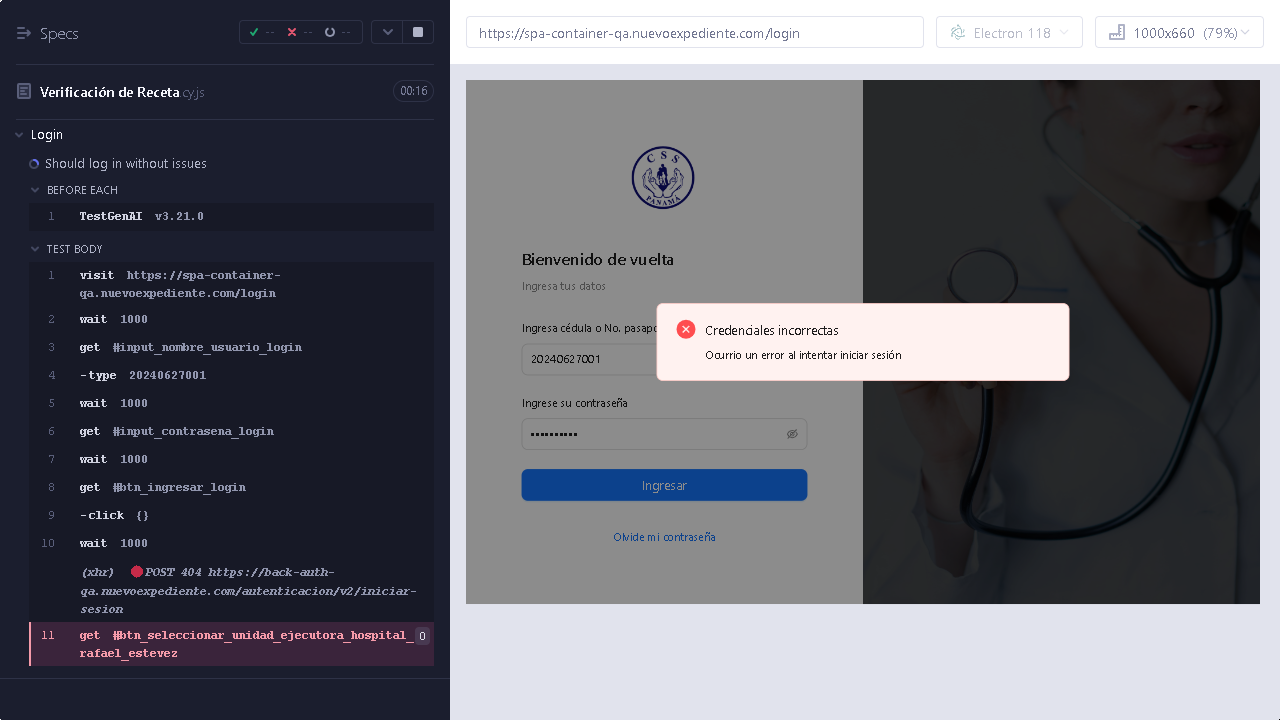 Specs
--
--
--
https://spa-container-qa.nuevoexpediente.com/login
Electron 118
1000x660 (79%)
Verificación de Receta cy.js
00:16
Login
Should log in without issues
BEFORE EACH
1 TestGenAI v3.21.0
TEST BODY
1 visit https://spa-container-
qa.nuevoexpediente.com/login
2 wait 1000
3 get #input_nombre_usuario_login
4 -type 20240627001
5 wait 1000
6 get #input_contrasena_login
7 wait 1000
8 get #btn_ingresar_login
9 -click {}
10 wait 1000
(xhr) POST 404 https://back-auth-
qa.nuevoexpediente.com/autenticacion/v2/iniciar-
sesion
11 get #btn_seleccionar_unidad_ejecutora_hospital_
rafael_estevez 0
CSS
PANAMA
Bienvenido de vuelta
Ingresa tus datos
Ingresa cédula o No. pasapo
20240627001
Credenciales incorrectas
Ocurrio un error al intentar iniciar sesión
Ingrese su contraseña
••••••••••
Ingresar
Olvide mi contraseña